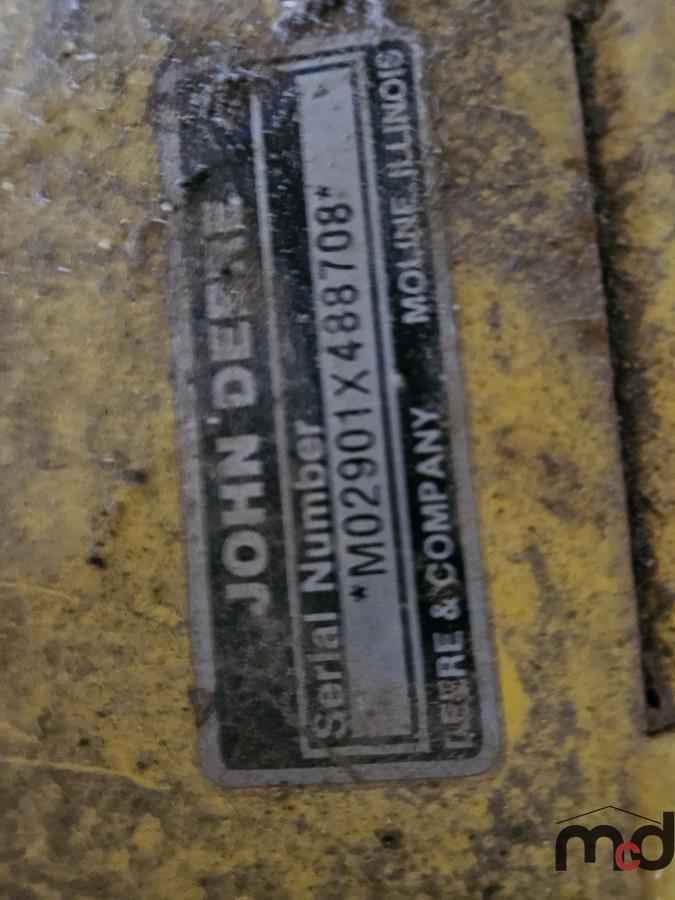 JOHN DEERE
Serial Number
*M02901X488708*
DEERE & COMPANY MOLINE ILLINOIS
mcd